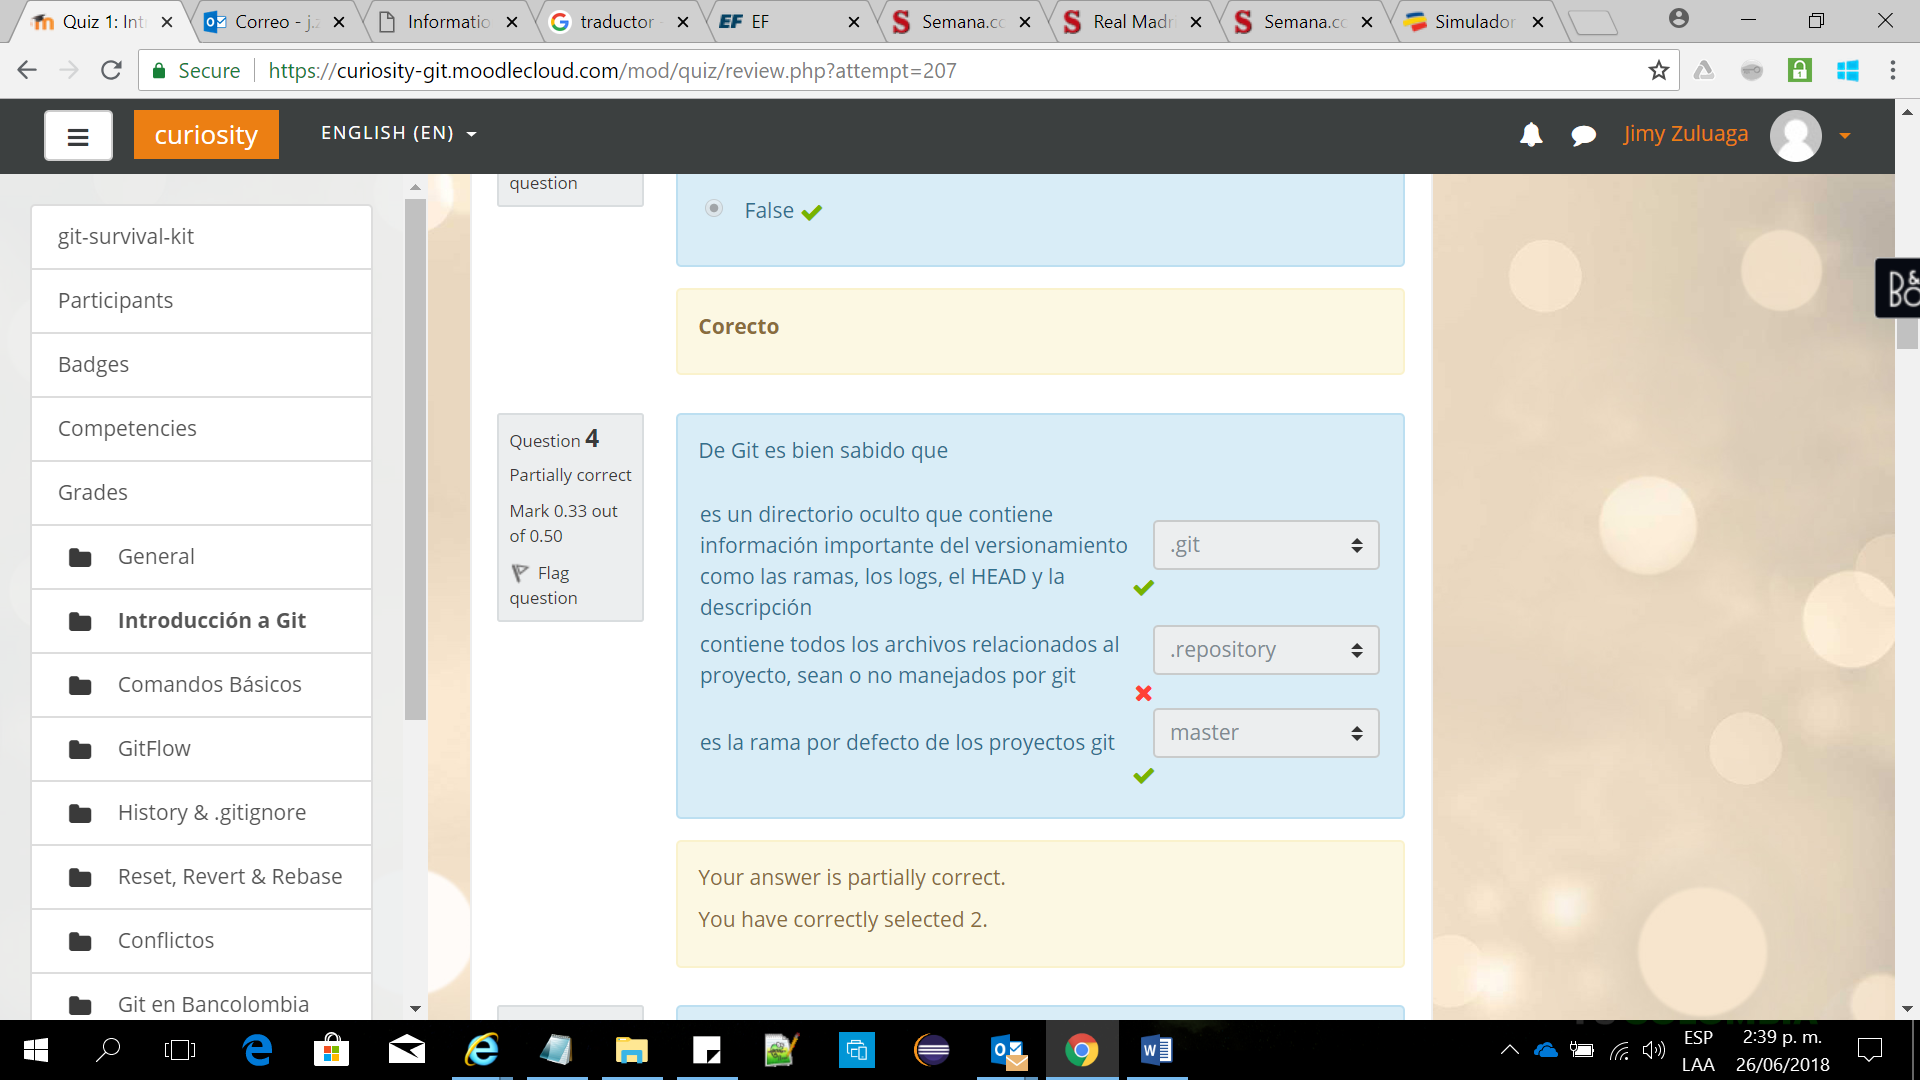 Quiz 1: Int
Correo - j.z
Informatio
traductor
EF EF
Semana.co
Real Madr
Semana.co
Simulador
Secure
https://curiosity-git.moodlecloud.com/mod/quiz/review.php?attempt=207
curiosity
ENGLISH (EN)
Jimy Zuluaga
git-survival-kit
Participants
Badges
Competencies
Grades
General
Introducción a Git
Comandos Básicos
GitFlow
History & .gitignore
Reset, Revert & Rebase
Conflictos
Git en Bancolombia
question
False
Corecto
Question 4
Partially correct
Mark 0.33 out
of 0.50
Flag
question
De Git es bien sabido que
es un directorio oculto que contiene
información importante del versionamiento
como las ramas, los logs, el HEAD y la
descripción
.git
contiene todos los archivos relacionados al
proyecto, sean o no manejados por git
.repository
es la rama por defecto de los proyectos git
master
Your answer is partially correct.
You have correctly selected 2.
ESP
LAA
2:39 p. m.
26/06/2018